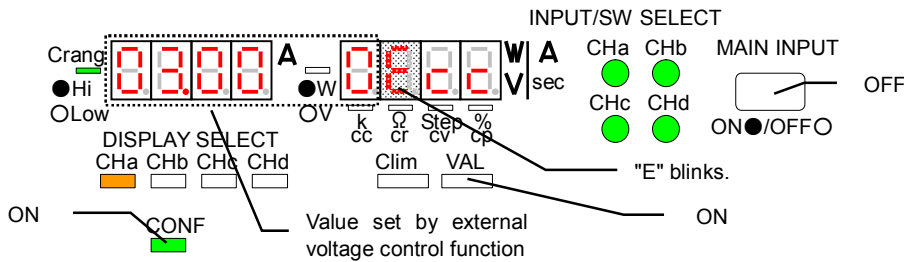 INPUT/SW SELECT
Crang 03.00 A W A CHa CHb MAIN INPUT
●Hi ●W V sec OFF
○Low ○V k Ω Step % CHc CHd
cc cr cv cp ON●/OFF○
DISPLAY SELECT
CHa CHb CHc CHd Clim VAL "E" blinks.
ON CONF Value set by external ON
voltage control function